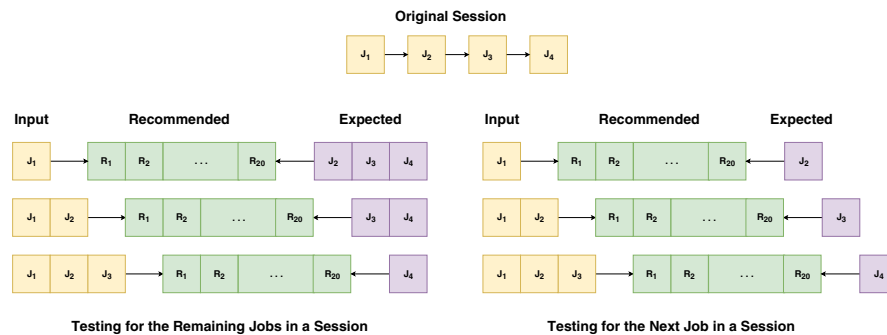 Original Session
J1 J2 J3 J4
Input Recommended Expected
J1 R1 R2 ... R20 J2 J3 J4
J1 J2 R1 R2 ... R20 J3 J4
J1 J2 J3 R1 R2 ... R20 J4
Testing for the Remaining Jobs in a Session
Input Recommended Expected
J1 R1 R2 ... R20 J2
J1 J2 R1 R2 ... R20 J3
J1 J2 J3 R1 R2 ... R20 J4
Testing for the Next Job in a Session